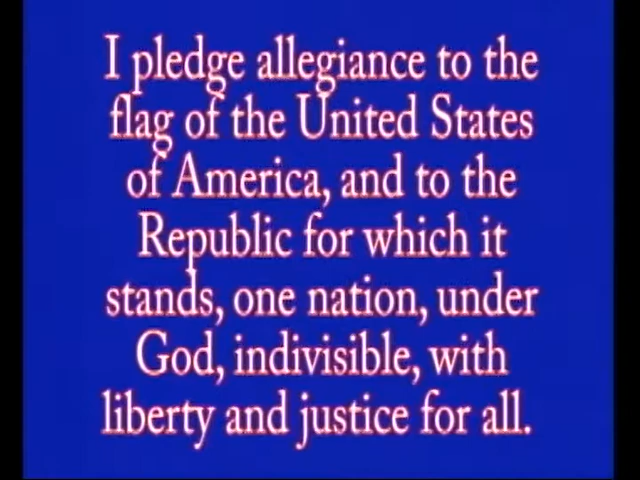 I pledge allegiance to the
flag of the United States
of America, and to the
Republic for which it
stands, one nation, under
God, indivisible, with
liberty and justice for all.